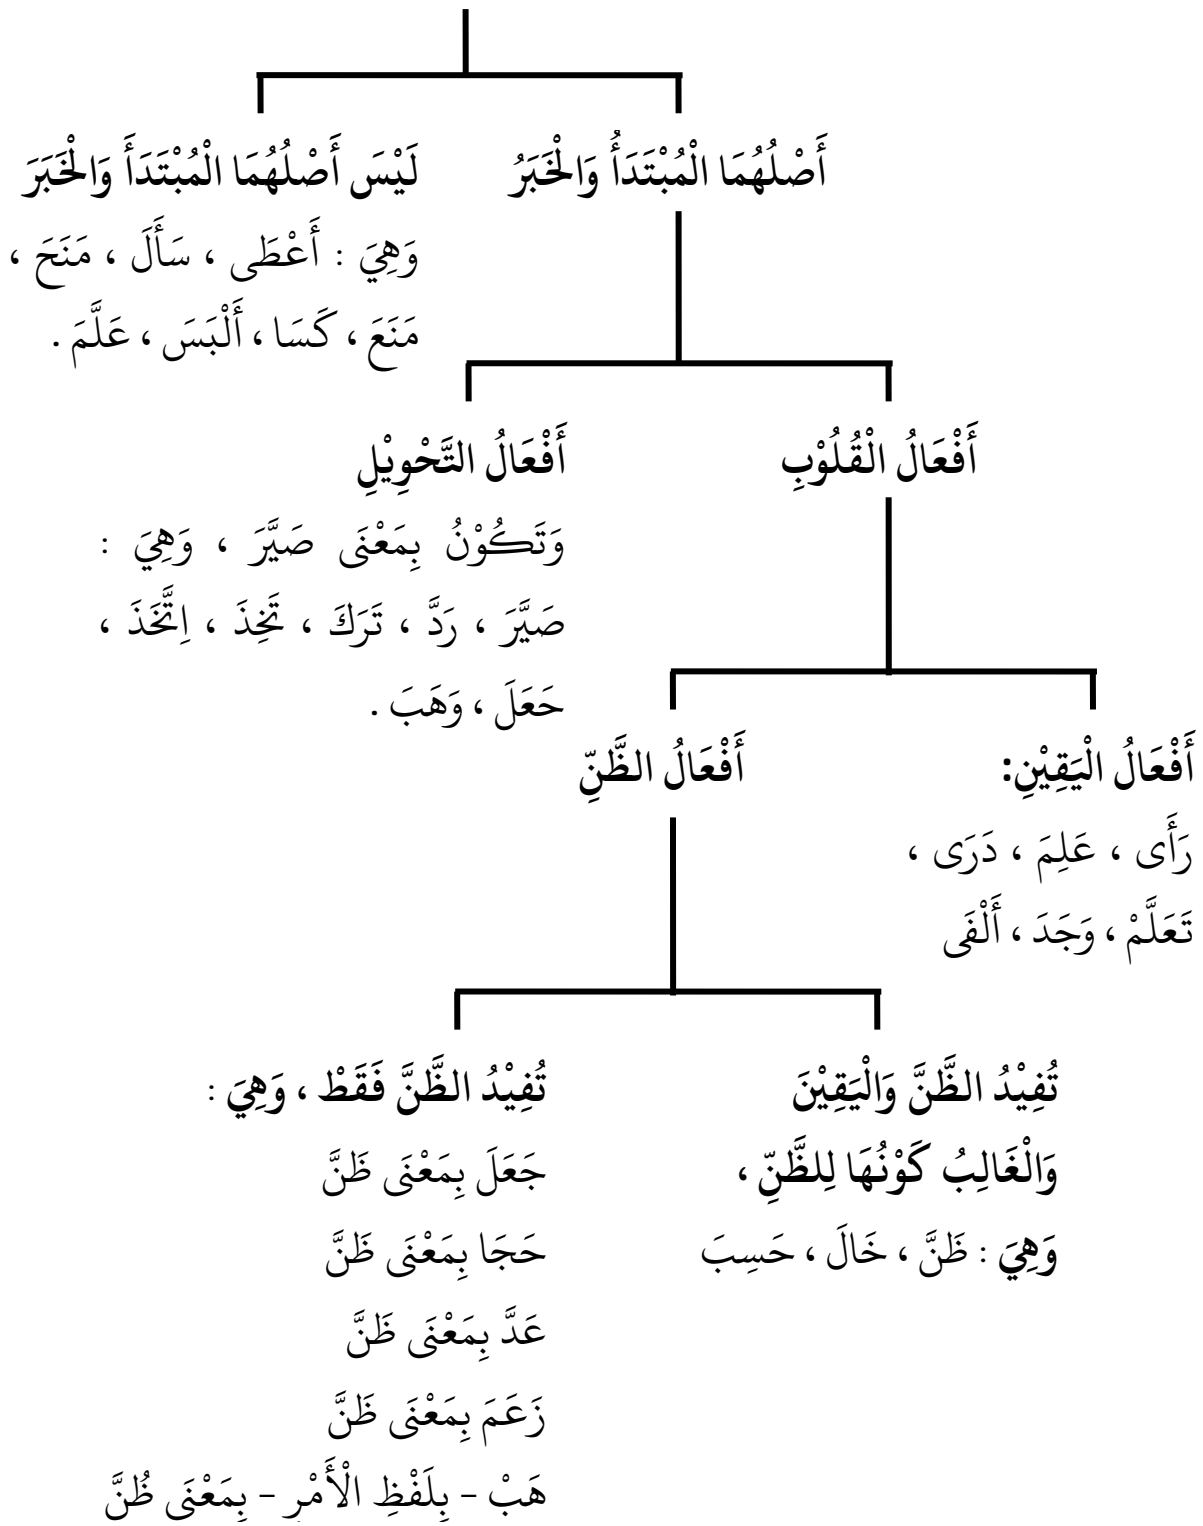 أَصْلُهُمَا الْمُبْتَدَأُ وَالْخَبَرُ
لَيْسَ أَصْلُهُمَا الْمُبْتَدَأَ وَالْخَبَرَ
وَهِيَ : أَعْطَى ، سَأَلَ ، مَنَحَ ،
مَنَعَ ، كَسَا ، أَلْبَسَ ، عَلَّمَ .
أَفْعَالُ الْقُلُوْبِ
أَفْعَالُ التَّحْوِيْلِ
وَتَكُوْنُ بِمَعْنَى صَيَّرَ ، وَهِيَ :
صَيَّرَ ، رَدَّ ، تَرَكَ ، تَخِذَ ، اِتَّخَذَ ،
حَعَلَ ، وَهَبَ .
أَفْعَالُ الْيَقِيْنِ:
رَأَى ، عَلِمَ ، دَرَى ،
تَعَلَّمْ ، وَجَدَ ، أَلْفَى
أَفْعَالُ الظَّنِّ
تُفِيْدُ الظَّنَّ وَالْيَقِيْنَ
وَالْغَالِبُ كَوْنُهَا لِلظَّنِّ ،
وَهِيَ : ظَنَّ ، خَالَ ، حَسِبَ
تُفِيْدُ الظَّنَّ فَقَطْ ، وَهِيَ :
جَعَلَ بِمَعْنَى ظَنَّ
حَجَا بِمَعْنَى ظَنَّ
عَدَّ بِمَعْنَى ظَنَّ
زَعَمَ بِمَعْنَى ظَنَّ
هَبْ - بِلَفْظِ الْأَمْرِ - بِمَعْنَى ظُنَّ